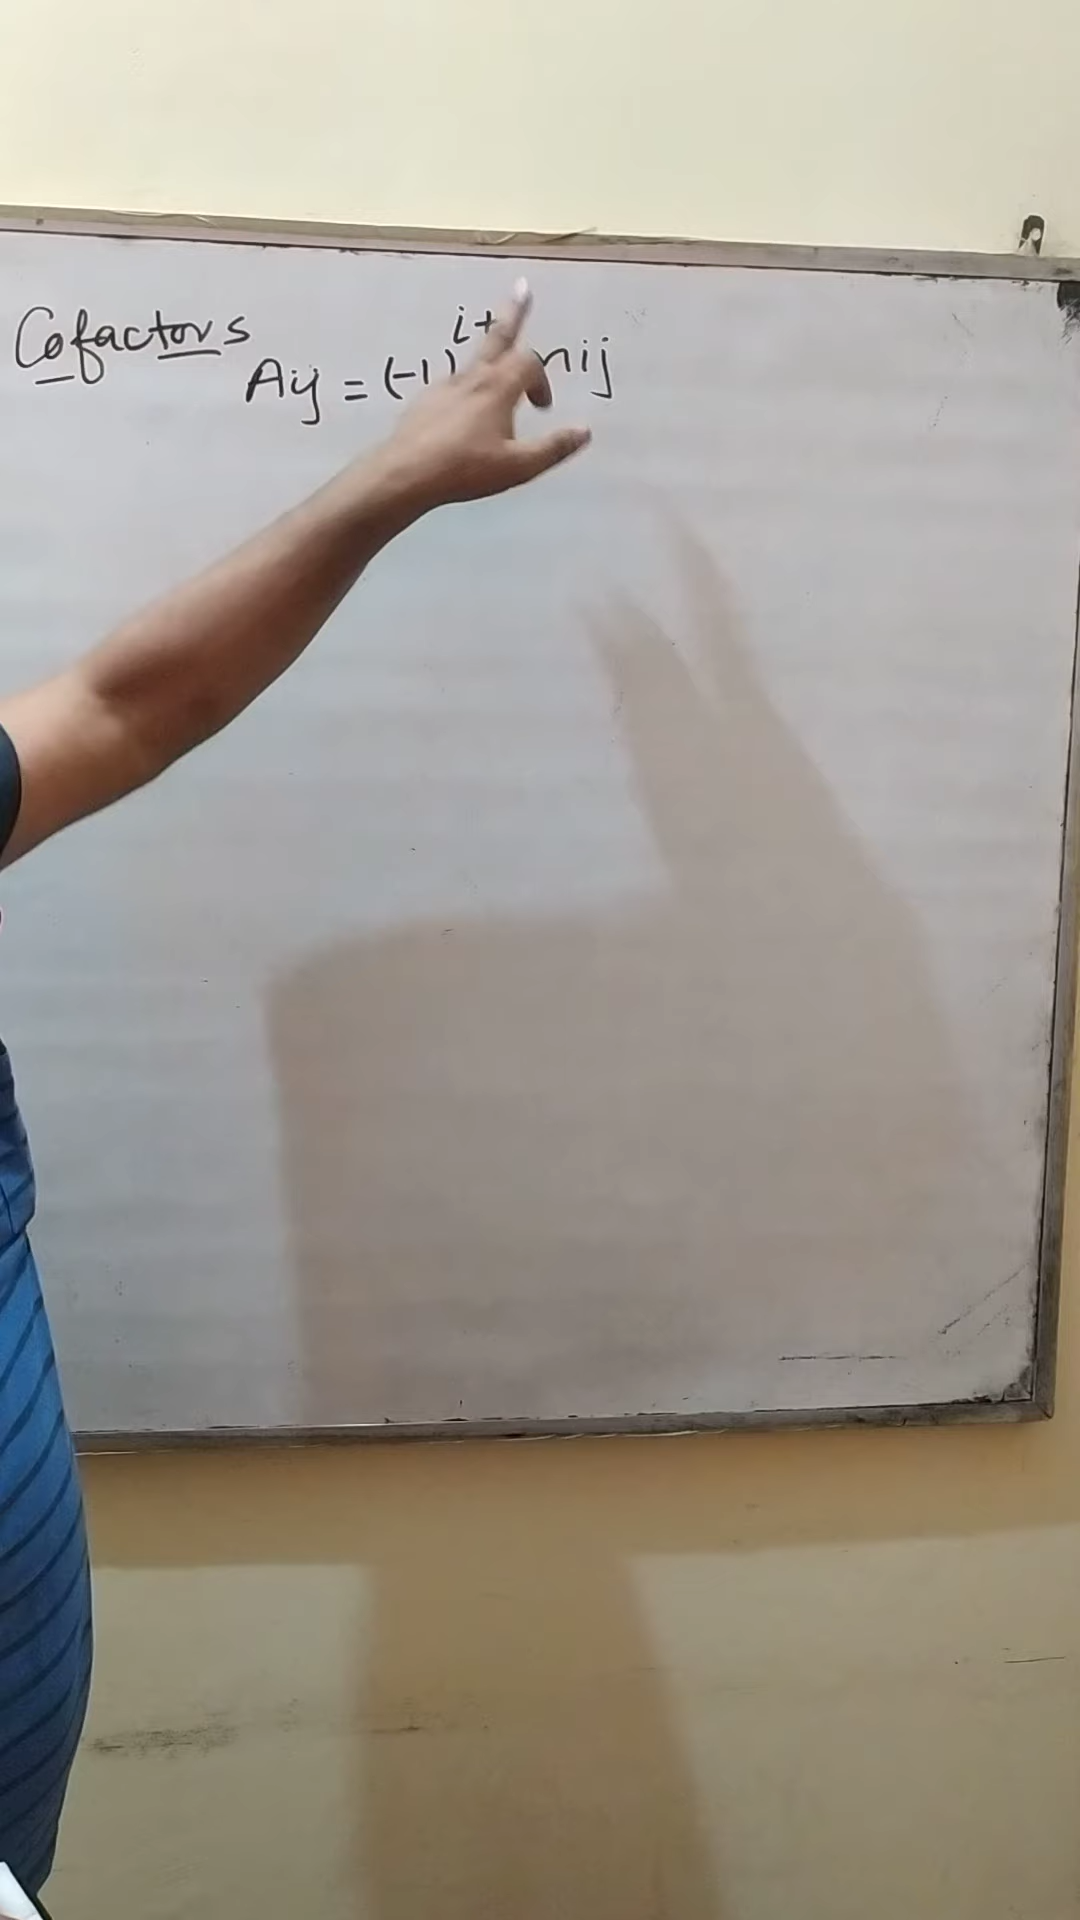 Cofactors
Aij = (-1)^{i+ mij